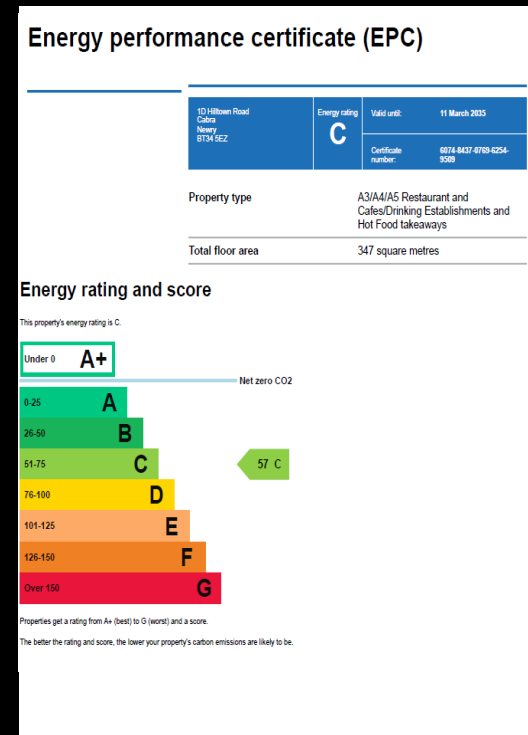 Energy performance certificate (EPC)
1D Hilltown Road
Cabra
Newry
BT34 5EZ
Energy rating
C
Valid until:
11 March 2035
Certificate
number:
6074-8437-0769-6254-
9509
Property type
A3/A4/A5 Restaurant and
Cafes/Drinking Establishments and
Hot Food takeaways
Total floor area
347 square metres
Energy rating and score
This property's energy rating is C.
Under 0 A+
Net zero CO2
0-25 A
26-50 B
51-75 C
57 C
76-100 D
101-125 E
126-150 F
Over 150 G
Properties get a rating from A+ (best) to G (worst) and a score.
The better the rating and score, the lower your property's carbon emissions are likely to be.